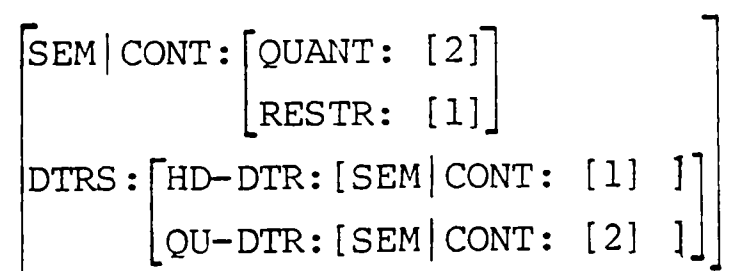 SEM|CONT: [QUANT: [2]]
[RESTR: [1]]
DTRS: [HD-DTR: [SEM|CONT: [1] ]]
[QU-DTR: [SEM|CONT: [2] ]]